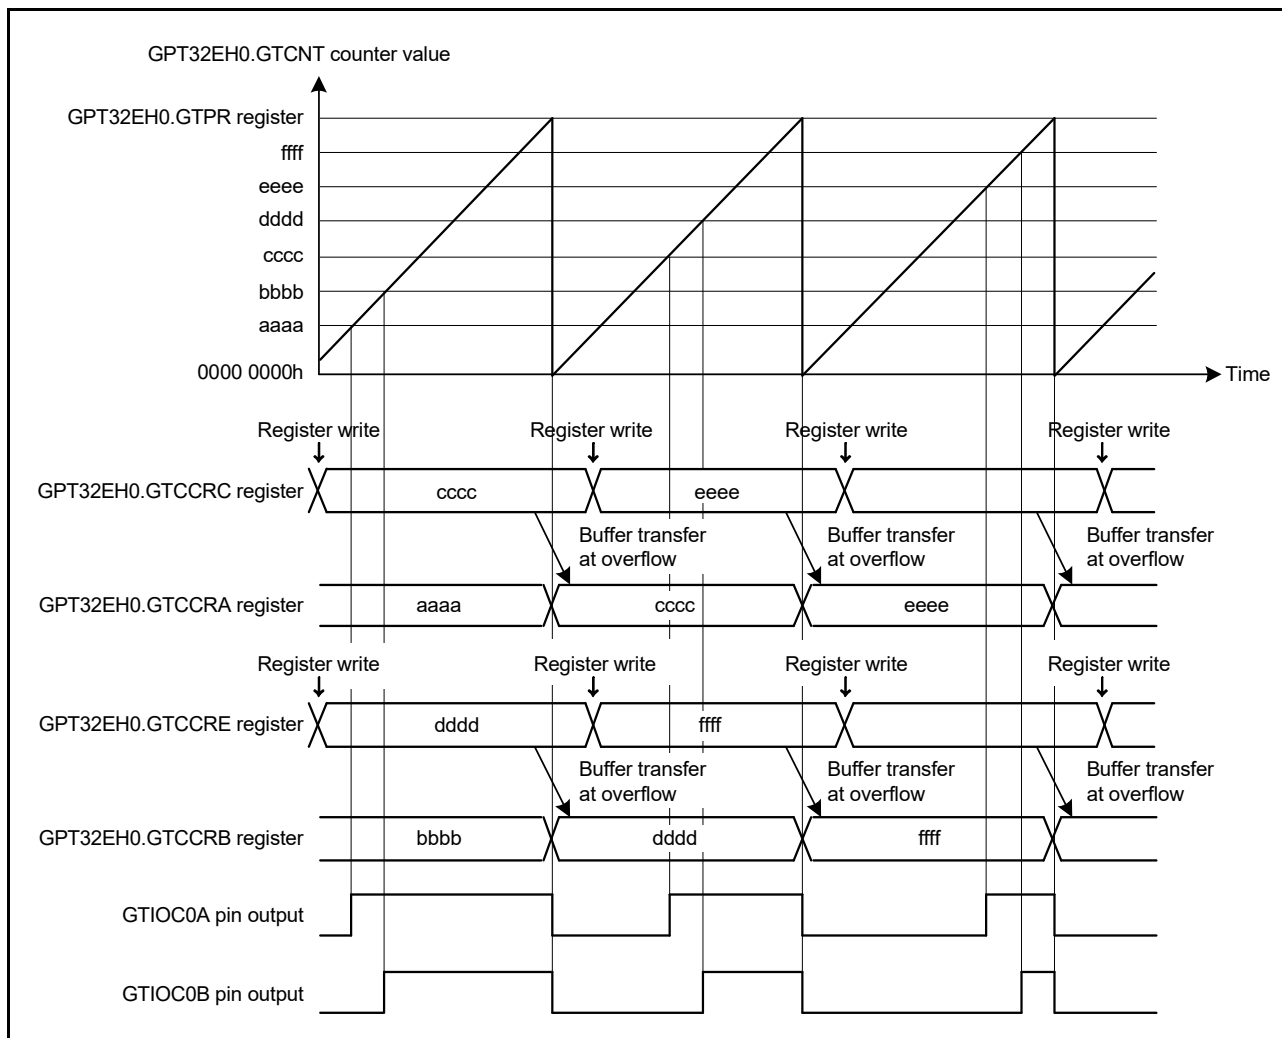 GPT32EH0.GTCNT counter value
GPT32EH0.GTPR register
ffff
eeee
dddd
cccc
bbbb
aaaa
0000 0000h
Time
Register write Register write Register write Register write
GPT32EH0.GTCCRC register cccc eeee
Buffer transfer Buffer transfer Buffer transfer
at overflow at overflow at overflow
GPT32EH0.GTCCRA register aaaa cccc eeee
Register write Register write Register write Register write
GPT32EH0.GTCCRE register dddd ffff
Buffer transfer Buffer transfer Buffer transfer
at overflow at overflow at overflow
GPT32EH0.GTCCRB register bbbb dddd ffff
GTIOC0A pin output
GTIOC0B pin output